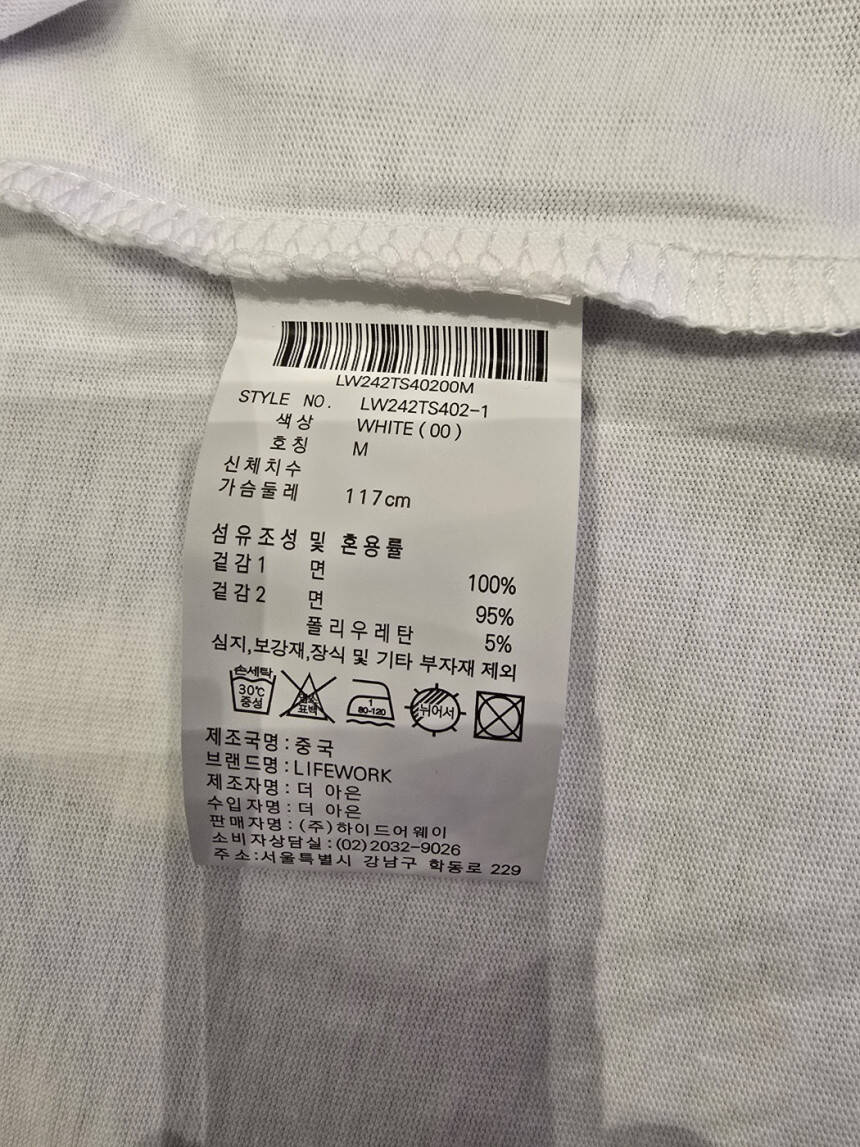 LW242TS40200M
STYLE NO. LW242TS402-1
색상 WHITE (00)
호칭 M
신체치수
가슴둘레 117cm
섬유조성 및 혼용률
겉감1 면 100%
겉감2 면 95%
폴리우레탄 5%
심지,보강재,장식 및 기타 부자재 제외
손세탁
30℃
중성
염소
표백
1
80-120
뉘어서
제조국명:중국
브랜드명:LIFEWORK
제조자명:더 아은
수입자명:더 아은
판매자명:(주)하이드어웨이
소비자상담실:(02)2032-9026
주소:서울특별시 강남구 학동로 229